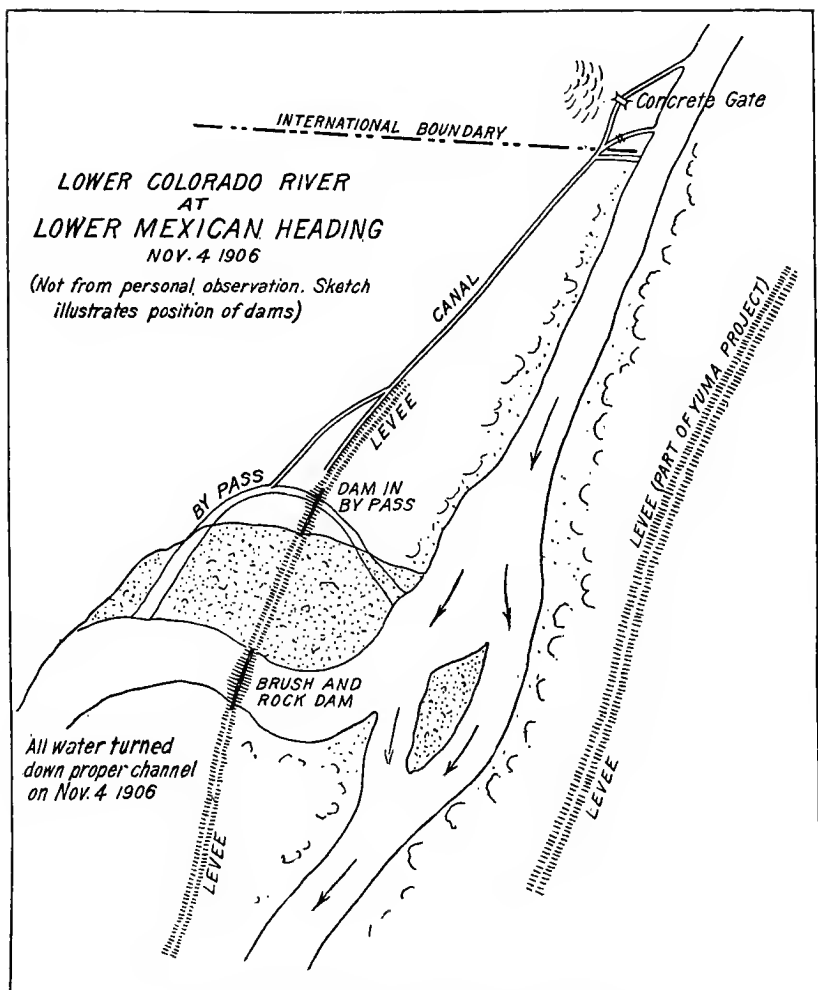 Concrete Gate
INTERNATIONAL BOUNDARY
LOWER COLORADO RIVER
AT
LOWER MEXICAN HEADING
NOV. 4 1906
(Not from personal observation. Sketch
illustrates position of dams)
CANAL
LEVEE (PART OF YUMA PROJECT)
LEVEE
BY PASS
DAM IN
BY PASS
BRUSH AND
ROCK DAM
All water turned
down proper channel
on Nov. 4 1906
LEVEE
LEVEE